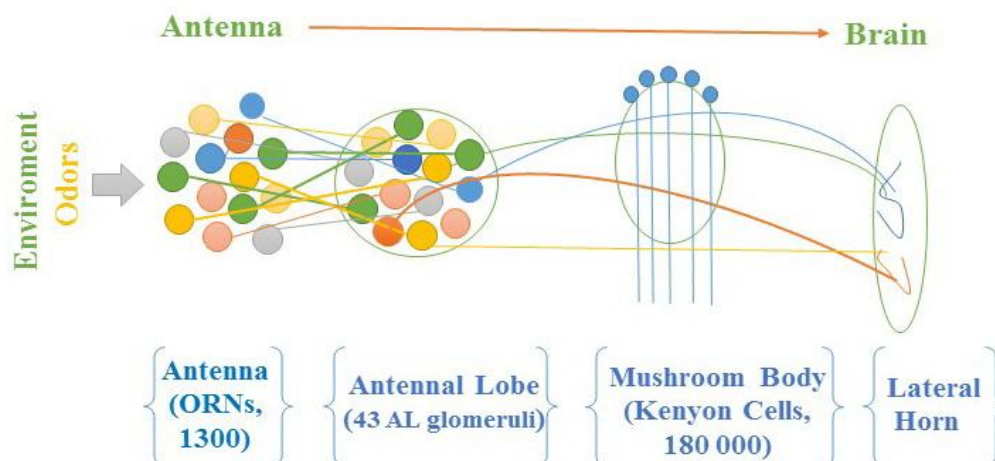 Antenna
Brain
Enviroment
Odors
Antenna
(ORNs,
1300)
Antennal Lobe
(43 AL glomeruli)
Mushroom Body
(Kenyon Cells,
180 000)
Lateral
Horn